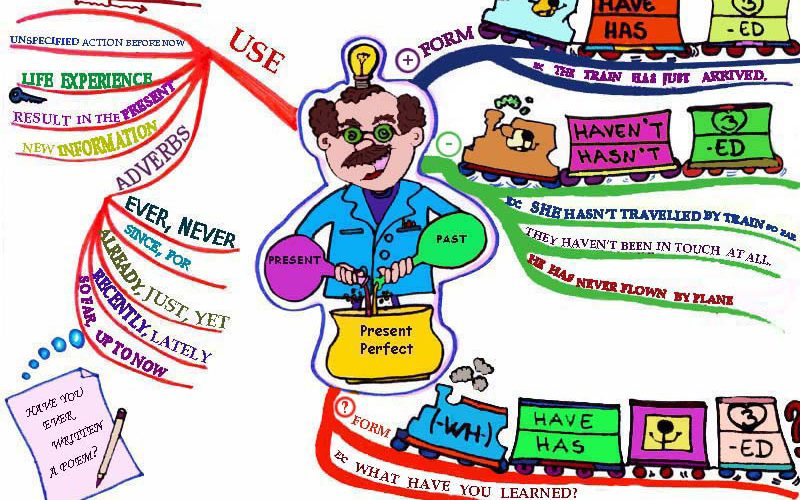 USE
UNSPECIFIED ACTION BEFORE NOW
LIFE EXPERIENCE
RESULT IN THE PRESENT
NEW INFORMATION
ADVERBS
EVER, NEVER
SINCE, FOR
ALREADY, JUST, YET
RECENTLY, LATELY
SO FAR, UP TO NOW
HAVE YOU
EVER
WRITTEN
A POEM?
PRESENT
PAST
Present
Perfect
+ FORM
HAVE
HAS
3
-ED
EX: THE TRAIN HAS JUST ARRIVED.
-
HAVEN'T
HASN'T
3
-ED
EX: SHE HASN'T TRAVELLED BY TRAIN SO FAR
THEY HAVEN'T BEEN IN TOUCH AT ALL.
HE HAS NEVER FLOWN BY PLANE
? FORM
(-WH-)
HAVE
HAS
3
-ED
?
EX: WHAT HAVE YOU LEARNED?